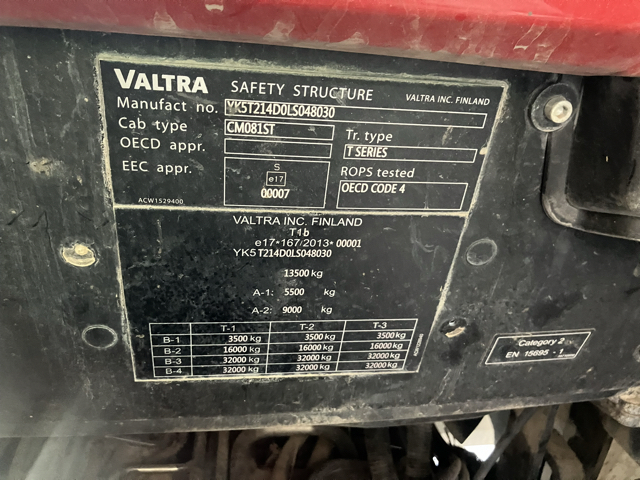 VALTRA SAFETY STRUCTURE VALTRA INC. FINLAND
Manufact no. YK5T214D0LS048030
Cab type CM081ST
Tr. type
OECD appr. T SERIES
EEC appr. S ROPS tested
e17 OECD CODE 4
00007
ACW1529400
VALTRA INC. FINLAND
T1b
e17*167/2013*00001
YK5T214D0LS048030
13500 kg
A-1: 5500 kg
A-2: 9000 kg
T-1 T-2 T-3
B-1 3500 kg 3500 kg 3500 kg
B-2 16000 kg 16000 kg 16000 kg
B-3 32000 kg 32000 kg 32000 kg
B-4 32000 kg 32000 kg 32000 kg
Category 2
EN 15695 - 1